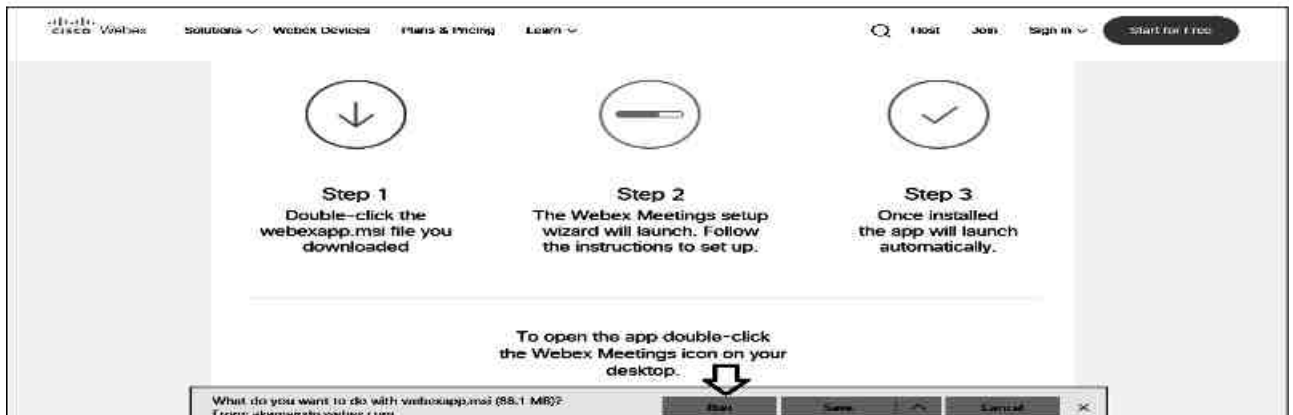 cisco Webex Solutions Webex Devices Plans & Pricing Learn Host Join Sign in Start for Free
Step 1
Double-click the
webexapp.msi file you
downloaded
Step 2
The Webex Meetings setup
wizard will launch. Follow
the instructions to set up.
Step 3
Once installed
the app will launch
automatically.
To open the app double-click
the Webex Meetings icon on your
desktop.
What do you want to do with webexapp.msi (88.1 MB)? Run Save Cancel
From: